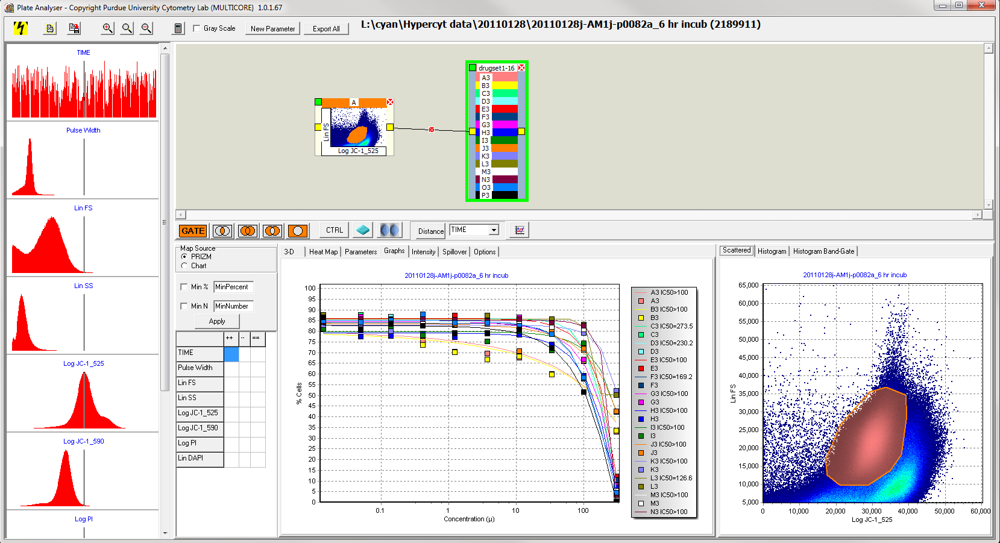 Plate Analyser - Copyright Purdue University Cytometry Lab (MULTICORE) 1.0.1.67
Gray Scale
New Parameter
Export All
L:\cyan\Hypercyt data\20110128\20110128j-AM1j-p0082a_6 hr incub (2189911)
TIME
Pulse Width
Lin FS
Lin SS
Log JC-1_525
Log JC-1_590
Log PI
A
Lin FS
Log JC-1_525
drugset1-16
A3
B3
C3
D3
E3
F3
G3
H3
I3
J3
K3
L3
M3
N3
O3
P3
GATE
CTRL
Distance
TIME
Map Source
PRIZM
Chart
Min % MinPercent
Min N MinNumber
Apply
++ -- ==
TIME
Pulse Width
Lin FS
Lin SS
Log JC-1_525
Log JC-1_590
Log PI
Lin DAPI
3-D Heat Map Parameters Graphs Intensity Spillover Options
20110128j-AM1j-p0082a_6 hr incub
100
95
90
85
80
75
70
65
60
55
50
45
40
35
30
25
20
15
10
5
0
% Cells
0.1 1 10 100
Concentration (µ)
A3 IC50>100
A3
B3 IC50>100
B3
C3 IC50=273.5
C3
D3 IC50=230.2
D3
E3 IC50>100
E3
F3 IC50=169.2
F3
G3 IC50>100
G3
H3 IC50>100
H3
I3 IC50>100
I3
J3 IC50>100
J3
K3 IC50>100
K3
L3 IC50=126.6
L3
M3 IC50>100
M3
N3 IC50>100
Scattered Histogram Histogram Band-Gate
20110128j-AM1j-p0082a_6 hr incub
65,000
60,000
55,000
50,000
45,000
40,000
35,000
30,000
25,000
20,000
15,000
10,000
5,000
Lin FS
0 10,000 20,000 30,000 40,000 50,000 60,000
Log JC-1_525